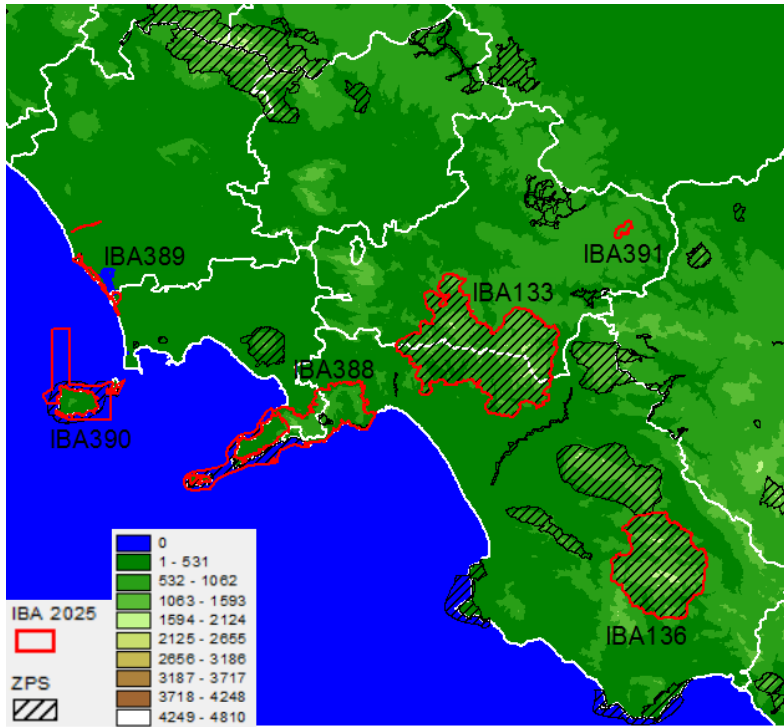 IBA389
IBA391
IBA133
IBA388
IBA390
IBA136
0
1 - 531
532 - 1062
1063 - 1593
1594 - 2124
2125 - 2655
2656 - 3186
3187 - 3717
3718 - 4248
4249 - 4810
IBA 2025
ZPS